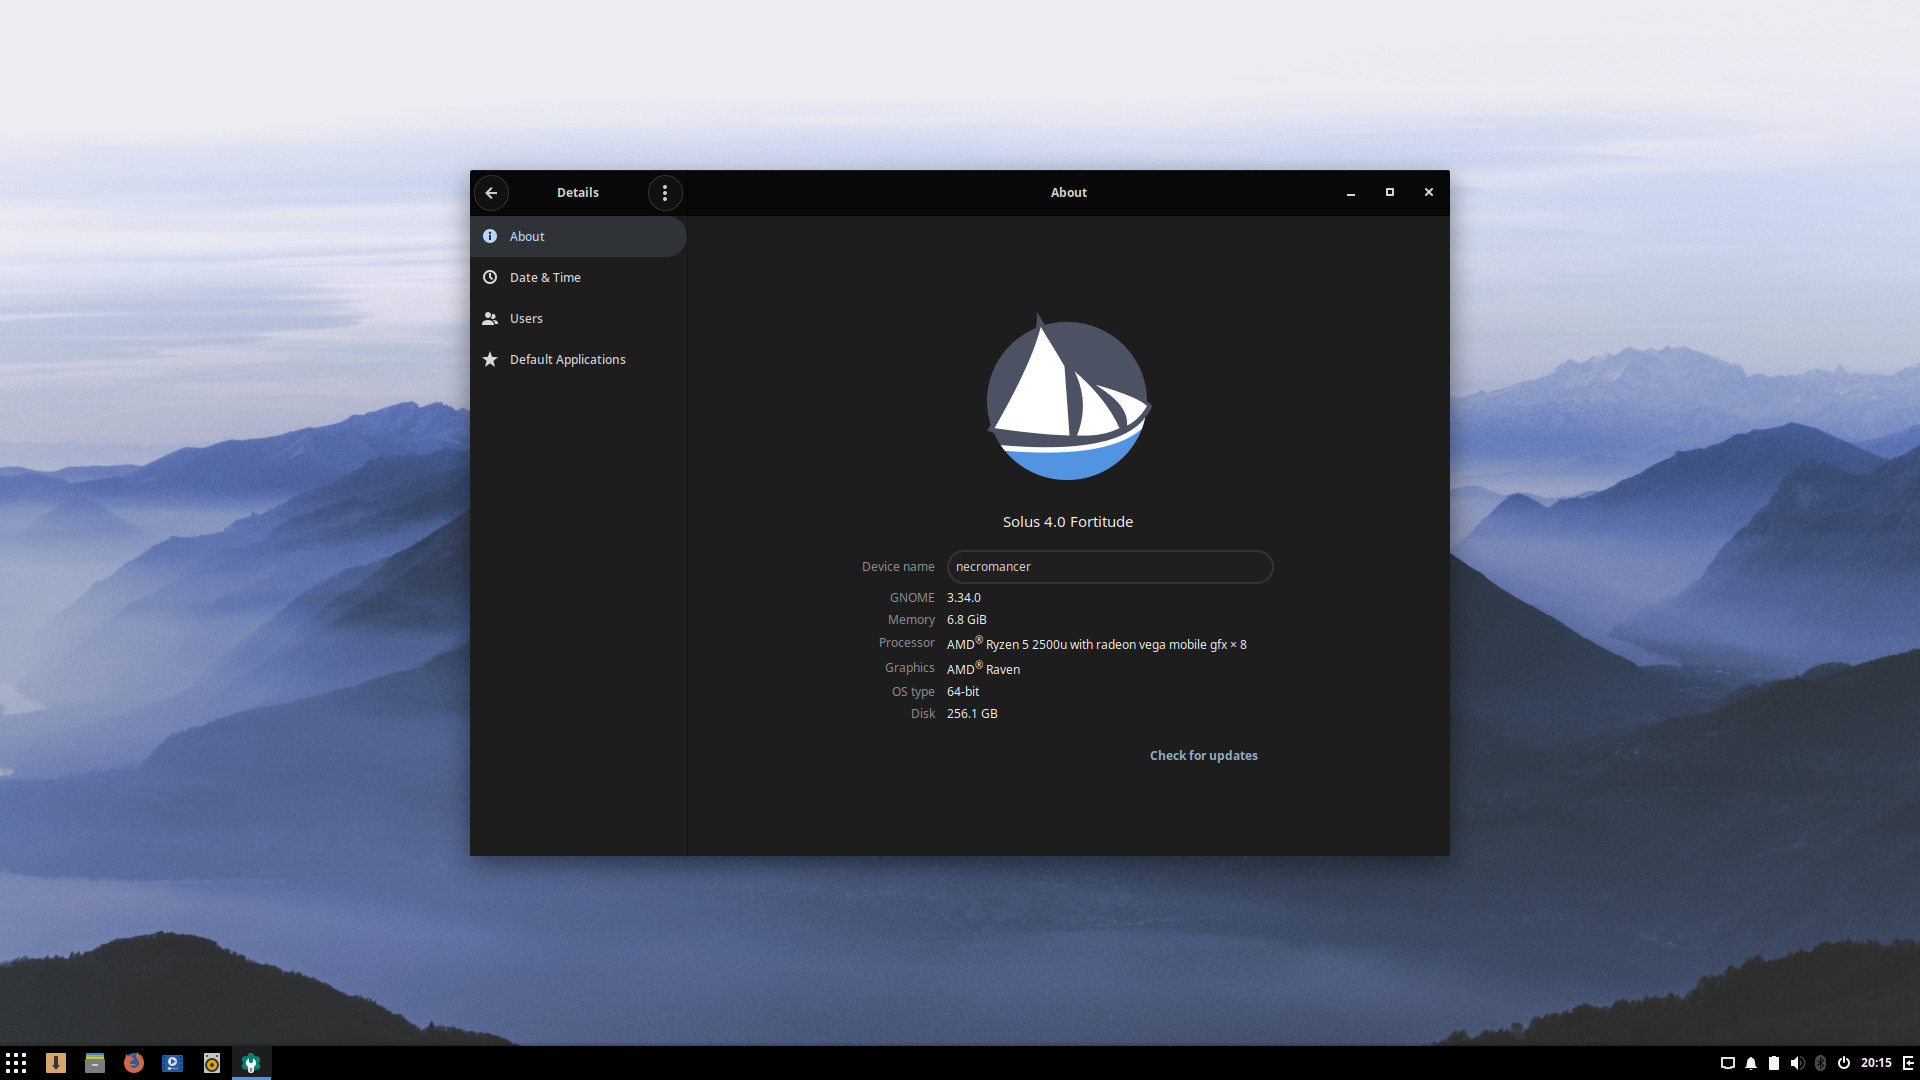 Details
About
About
Date & Time
Users
Default Applications
Solus 4.0 Fortitude
Device name necromancer
GNOME 3.34.0
Memory 6.8 GiB
Processor AMD® Ryzen 5 2500u with radeon vega mobile gfx × 8
Graphics AMD® Raven
OS type 64-bit
Disk 256.1 GB
Check for updates
20:15